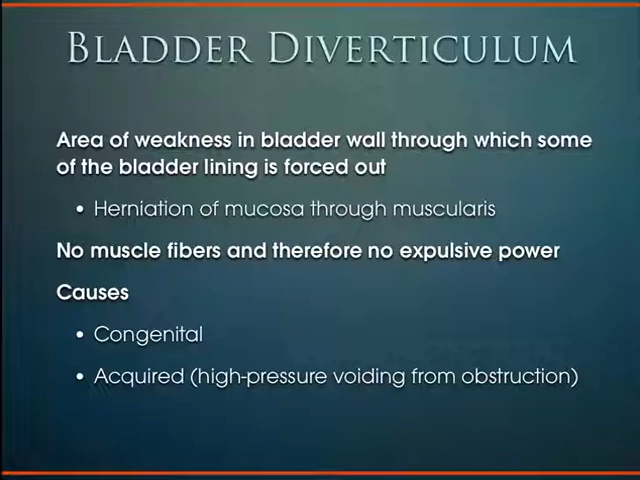 BLADDER DIVERTICULUM
Area of weakness in bladder wall through which some
of the bladder lining is forced out
• Herniation of mucosa through muscularis
No muscle fibers and therefore no expulsive power
Causes
• Congenital
• Acquired (high-pressure voiding from obstruction)